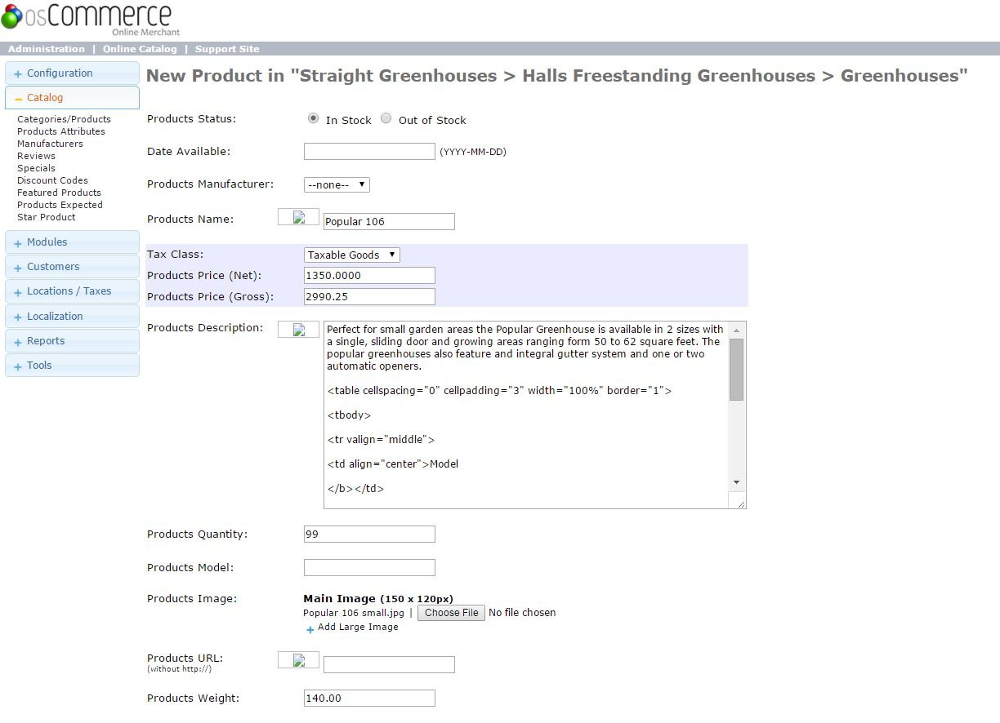 osCommerce
Online Merchant
Administration | Online Catalog | Support Site
Configuration
Catalog
Categories/Products
Products Attributes
Manufacturers
Reviews
Specials
Discount Codes
Featured Products
Products Expected
Star Product
Modules
Customers
Locations / Taxes
Localization
Reports
Tools
New Product in "Straight Greenhouses > Halls Freestanding Greenhouses > Greenhouses"
Products Status: In Stock Out of Stock
Date Available: (YYYY-MM-DD)
Products Manufacturer: --none--
Products Name: Popular 106
Tax Class: Taxable Goods
Products Price (Net): 1350.0000
Products Price (Gross): 2990.25
Products Description:
Perfect for small garden areas the Popular Greenhouse is available in 2 sizes with
a single, sliding door and growing areas ranging form 50 to 62 square feet. The
popular greenhouses also feature and integral gutter system and one or two
automatic openers.
<table cellspacing="0" cellpadding="3" width="100%" border="1">
<tbody>
<tr valign="middle">
<td align="center">Model
</b></td>
Products Quantity: 99
Products Model:
Products Image: Main Image (150 x 120px)
Popular 106 small.jpg | Choose File No file chosen
+ Add Large Image
Products URL:
(without http://)
Products Weight: 140.00